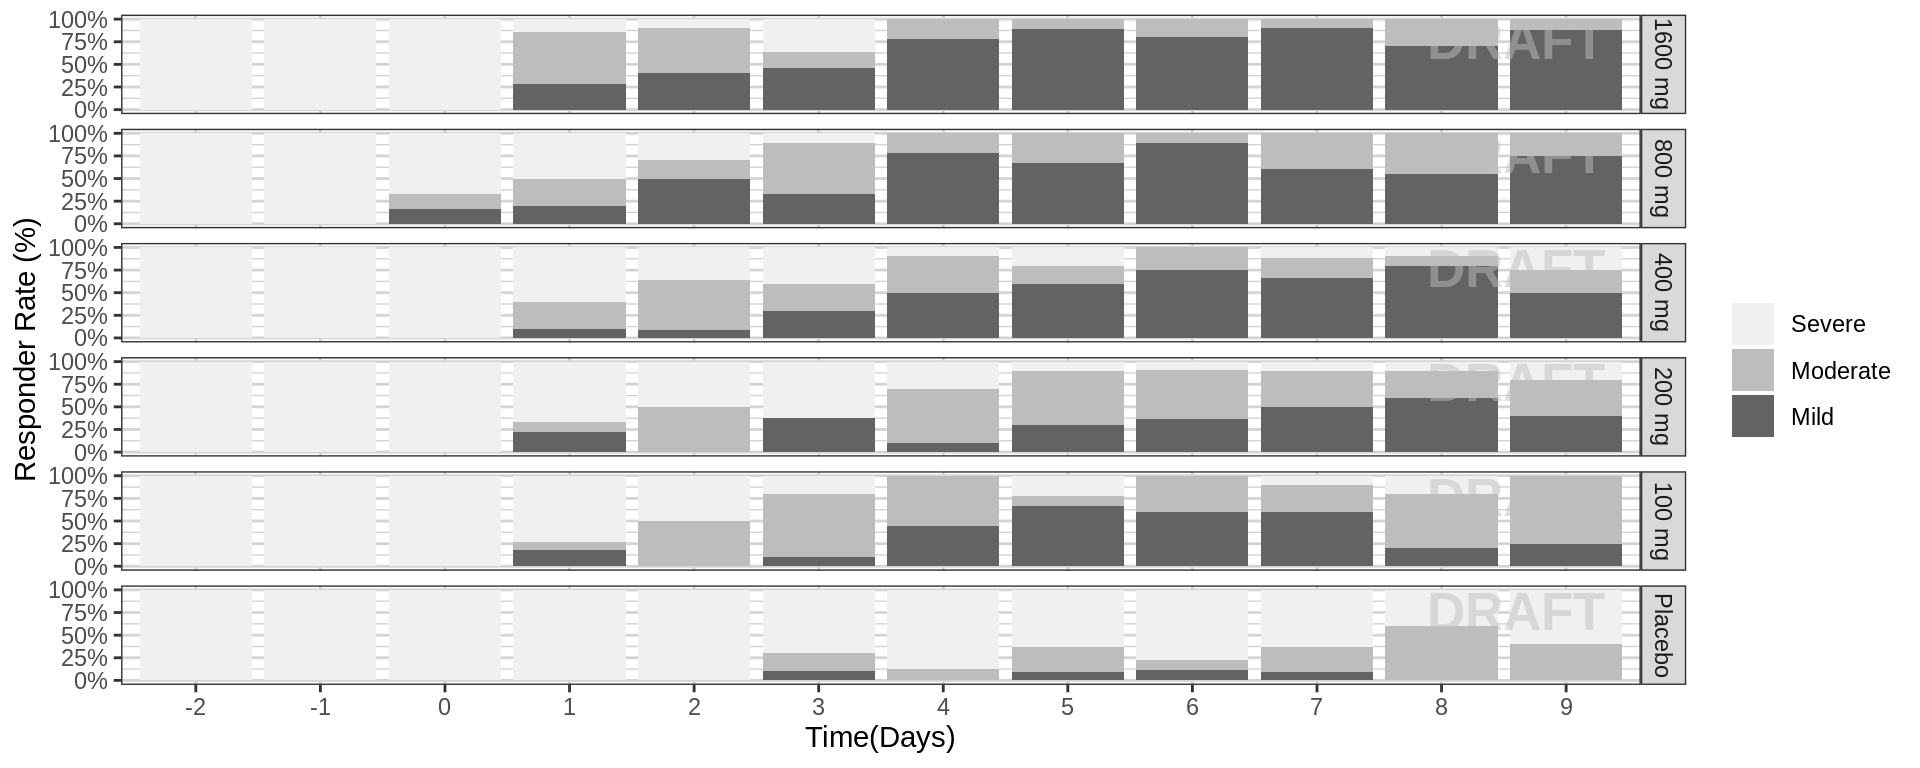 Responder Rate (%)
100%
75%
50%
25%
0%
1600 mg
DRAFT
100%
75%
50%
25%
0%
800 mg
DRAFT
100%
75%
50%
25%
0%
400 mg
DRAFT
100%
75%
50%
25%
0%
200 mg
DRAFT
100%
75%
50%
25%
0%
100 mg
DRAFT
100%
75%
50%
25%
0%
Placebo
DRAFT
-2 -1 0 1 2 3 4 5 6 7 8 9
Time(Days)
Severe
Moderate
Mild